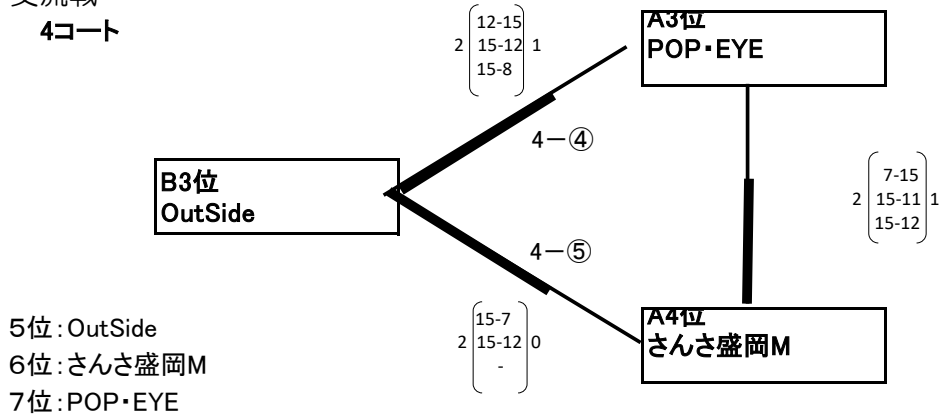 交流戦
4コート
12-15
2 15-12 1
15-8
A3位
POP・EYE
4－④
B3位
OutSide
7-15
2 15-11 1
15-12
4－⑤
15-7
2 15-12 0
-
A4位
さんさ盛岡M
5位：OutSide
6位：さんさ盛岡M
7位：POP・EYE